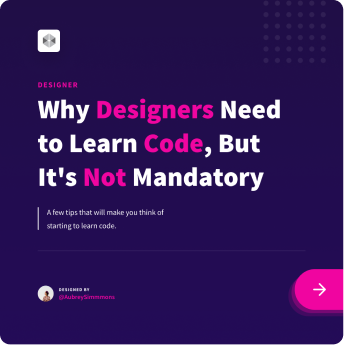 DESIGNER
Why Designers Need
to Learn Code, But
It's Not Mandatory
A few tips that will make you think of
starting to learn code.
DESIGNED BY
@AubreySimmmons